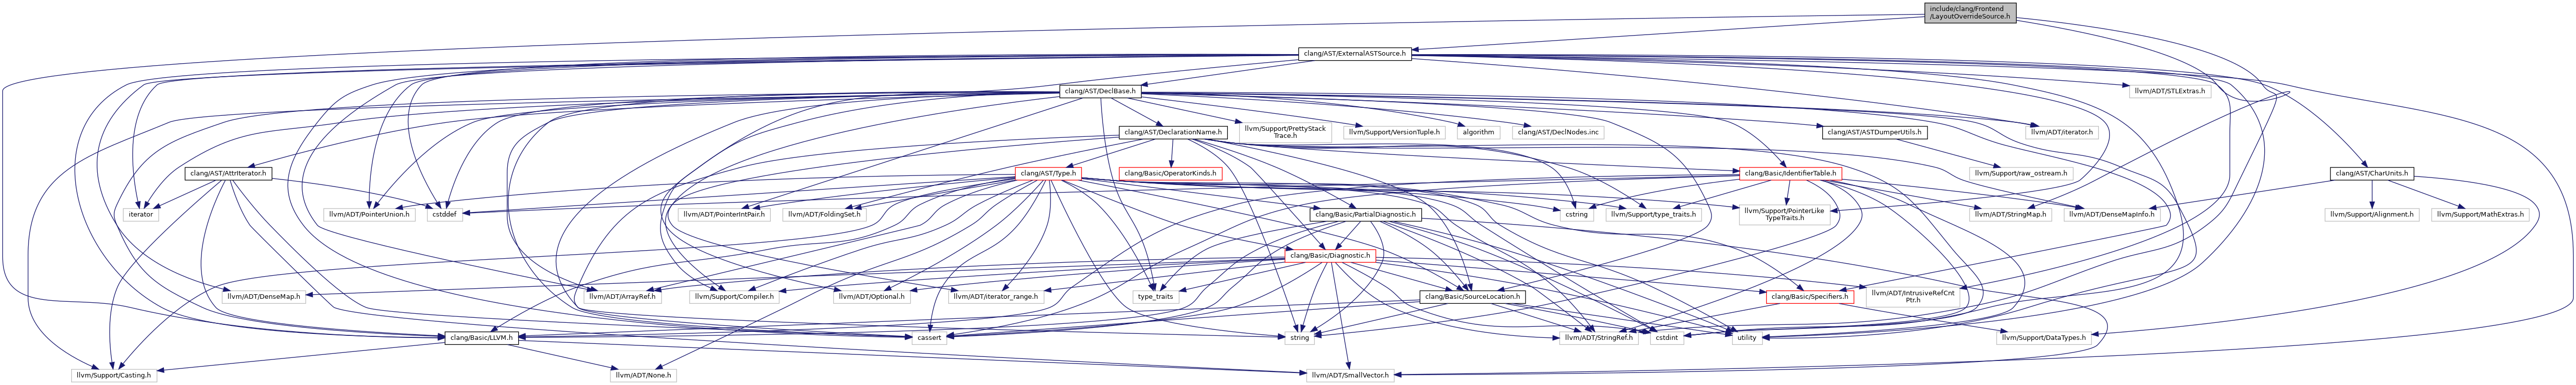 include/clang/Frontend
/LayoutOverrideSource.h
clang/AST/ExternalASTSource.h
clang/AST/DeclBase.h
llvm/ADT/STLExtras.h
clang/AST/DeclarationName.h
llvm/Support/PrettyStack
Trace.h
llvm/Support/VersionTuple.h
algorithm
clang/AST/DeclNodes.inc
clang/AST/ASTDumperUtils.h
llvm/ADT/iterator.h
clang/AST/AttrIterator.h
clang/AST/Type.h
clang/Basic/OperatorKinds.h
clang/Basic/IdentifierTable.h
llvm/Support/raw_ostream.h
clang/AST/CharUnits.h
iterator
llvm/ADT/PointerUnion.h
cstddef
llvm/ADT/PointerIntPair.h
llvm/ADT/FoldingSet.h
clang/Basic/PartialDiagnostic.h
cstring
llvm/Support/type_traits.h
llvm/Support/PointerLike
TypeTraits.h
llvm/ADT/StringMap.h
llvm/ADT/DenseMapInfo.h
llvm/Support/Alignment.h
llvm/Support/MathExtras.h
clang/Basic/Diagnostic.h
llvm/ADT/DenseMap.h
llvm/ADT/ArrayRef.h
llvm/Support/Compiler.h
llvm/ADT/Optional.h
llvm/ADT/iterator_range.h
type_traits
clang/Basic/SourceLocation.h
clang/Basic/Specifiers.h
llvm/ADT/IntrusiveRefCnt
Ptr.h
clang/Basic/LLVM.h
cassert
string
llvm/ADT/StringRef.h
cstdint
utility
llvm/Support/DataTypes.h
llvm/Support/Casting.h
llvm/ADT/None.h
llvm/ADT/SmallVector.h